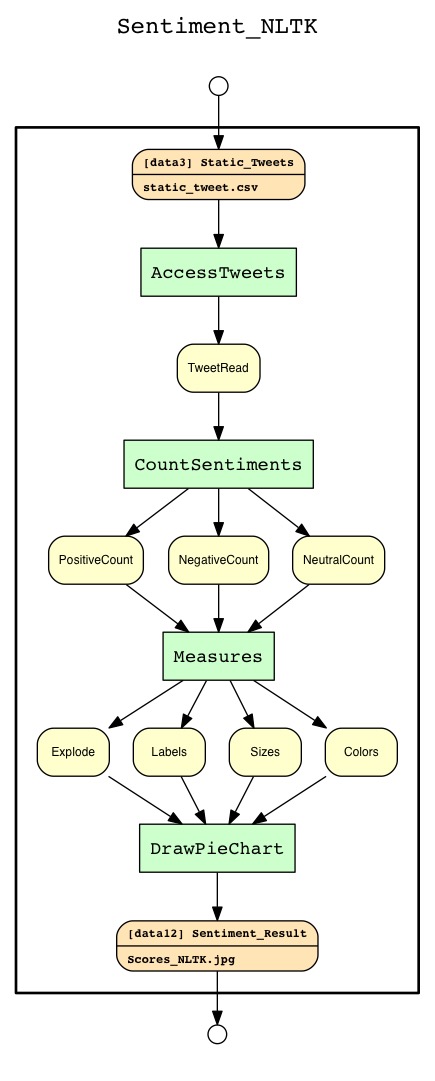 Sentiment_NLTK
[data3] Static_Tweets
static_tweet.csv
AccessTweets
TweetRead
CountSentiments
PositiveCount NegativeCount NeutralCount
Measures
Explode Labels Sizes Colors
DrawPieChart
[data12] Sentiment_Result
Scores_NLTK.jpg